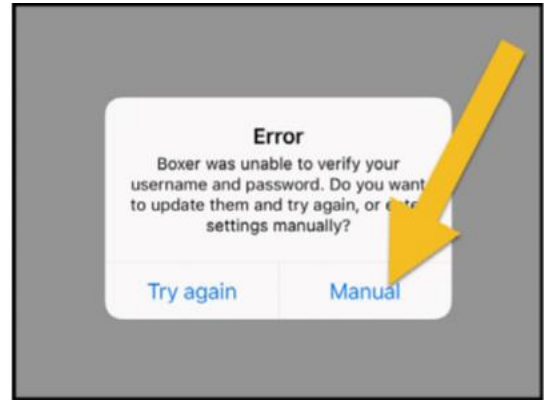 Error
Boxer was unable to verify your
username and password. Do you want
to update them and try again, or
settings manually?
Try again
Manual